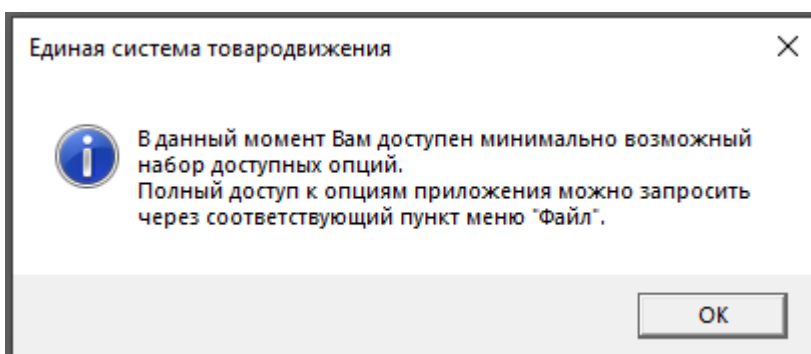 Единая система товародвижения
В данный момент Вам доступен минимально возможный
набор доступных опций.
Полный доступ к опциям приложения можно запросить
через соответствующий пункт меню "Файл".
ОК